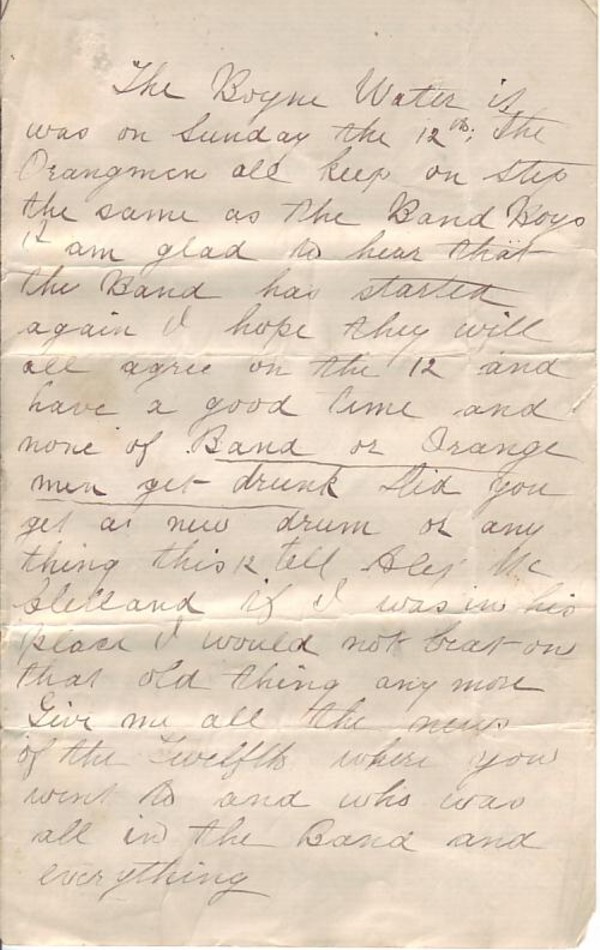 The Boyne Water it
was on Sunday the 12th; The
Orangmen all keep on step
the same as the Band Boys
I am glad to hear that
the Band has started
again I hope they will
all agree on the 12 and
have a good time and
none of Band or Orange
men get drunk Did you
get a new drum or any
thing this 12 tell Alex Mc
Clelland if I was in his
place I would not beat on
that old thing any more
Give me all the news
of the Twelfth where you
went to and who was
all in the Band and
everything